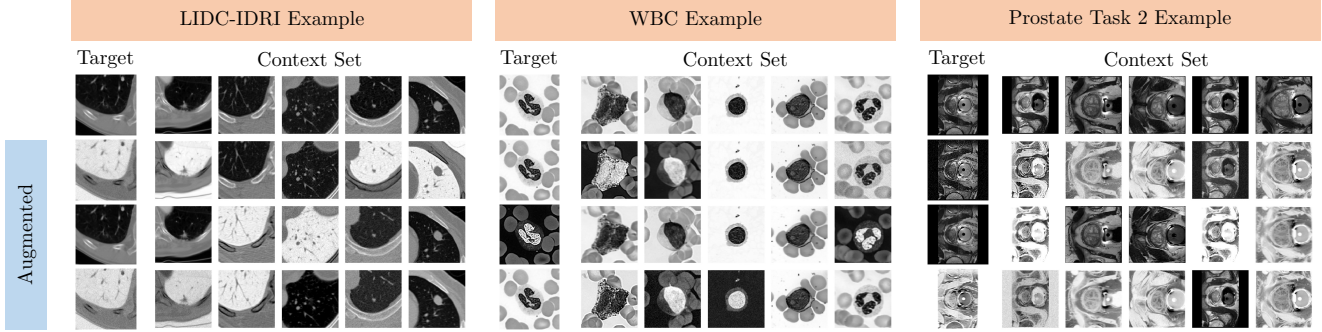 LIDC-IDRI Example
WBC Example
Prostate Task 2 Example
Target
Context Set
Target
Context Set
Target
Context Set
Augmented